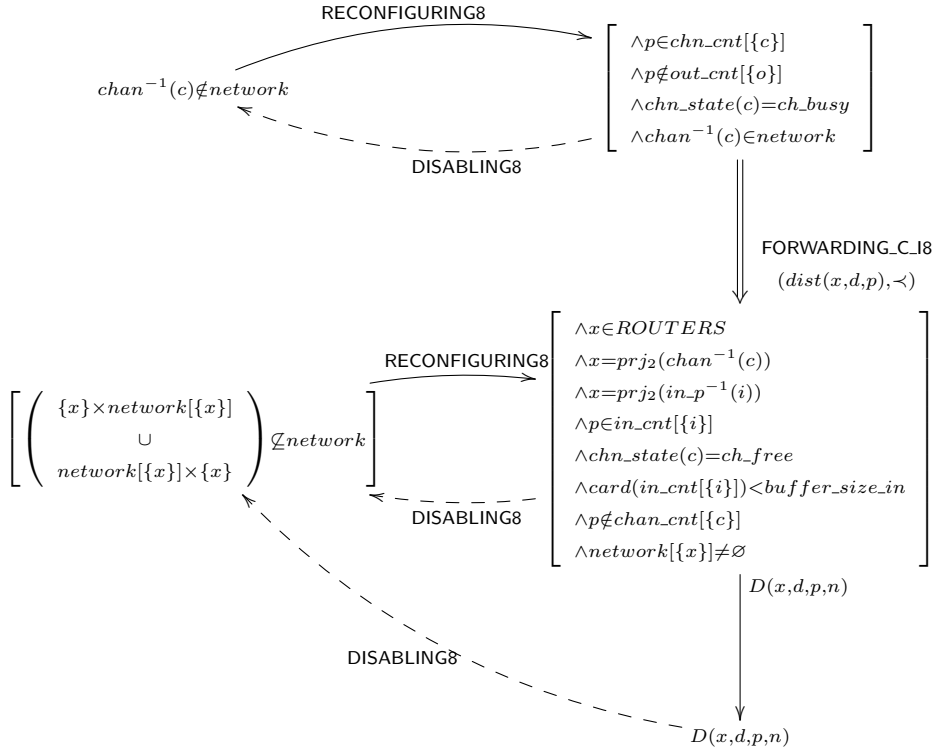 RECONFIGURING8
chan⁻¹(c)∉network
∧p∈chn_cnt[{c}]
∧p∉out_cnt[{o}]
∧chn_state(c)=ch_busy
∧chan⁻¹(c)∈network
DISABLING8
FORWARDING_C_I8
(dist(x,d,p),≺)
RECONFIGURING8
{x}×network[{x}]
∪
network[{x}]×{x}
⊈network
∧x∈ROUTERS
∧x=prj₂(chan⁻¹(c))
∧x=prj₂(in_p⁻¹(i))
∧p∈in_cnt[{i}]
∧chn_state(c)=ch_free
∧card(in_cnt[{i}])<buffer_size_in
∧p∉chan_cnt[{c}]
∧network[{x}]≠∅
DISABLING8
D(x,d,p,n)
DISABLING8
D(x,d,p,n)